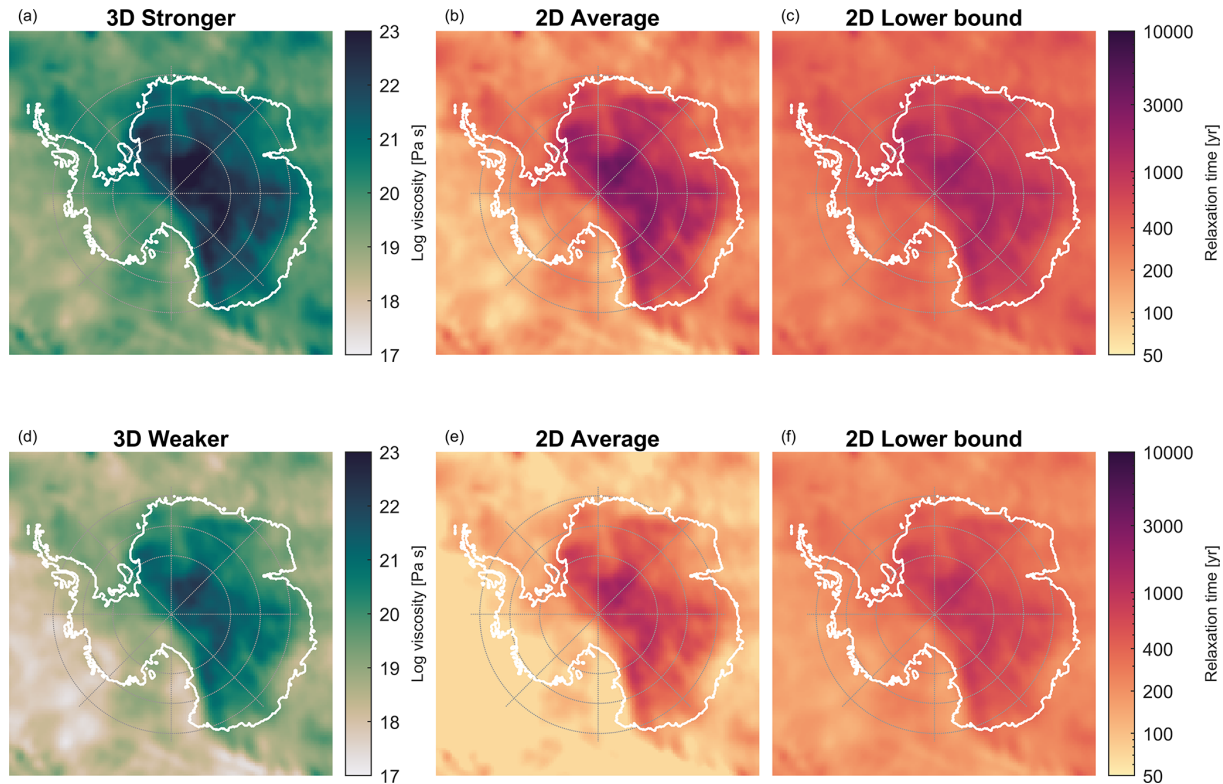 (a) 3D Stronger
23
22
21
20
19
18
17
Log viscosity [Pa s]
(b) 2D Average
(c) 2D Lower bound
10000
3000
1000
400
200
100
50
Relaxation time [yr]
(d) 3D Weaker
23
22
21
20
19
18
17
Log viscosity [Pa s]
(e) 2D Average
(f) 2D Lower bound
10000
3000
1000
400
200
100
50
Relaxation time [yr]